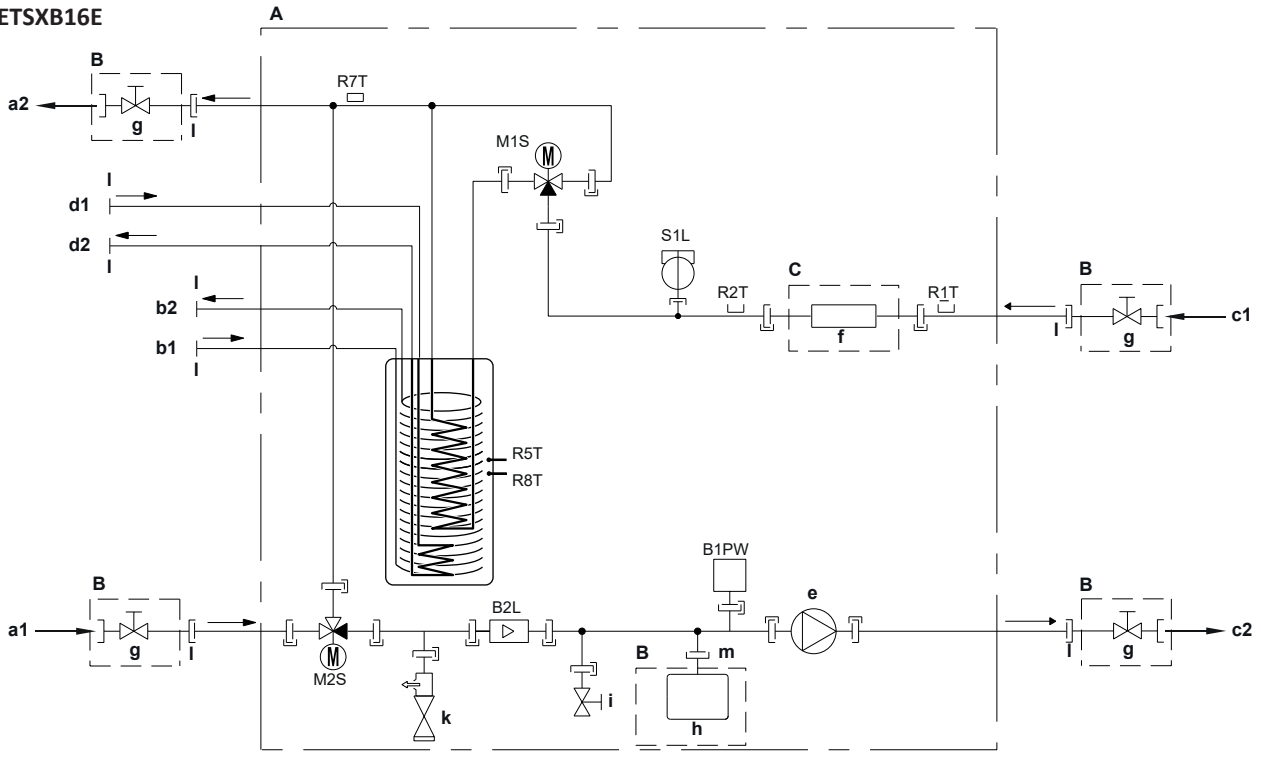 ETSXB16E
A
B
a2
g
l
R7T
M1S
M
l
d1
d2
l
S1L
C
R2T
R1T
f
B
c1
l
g
l
b2
b1
l
R5T
R8T
B
a1
g
l
M
M2S
B2L
k
i
B1PW
e
m
B
h
B
c2
l
g